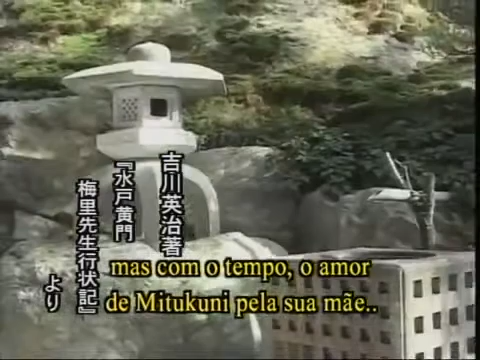 吉川英治著
『水戸黄門
梅里先生行状記』
より
mas com o tempo, o amor
de Mitukuni pela sua mãe..